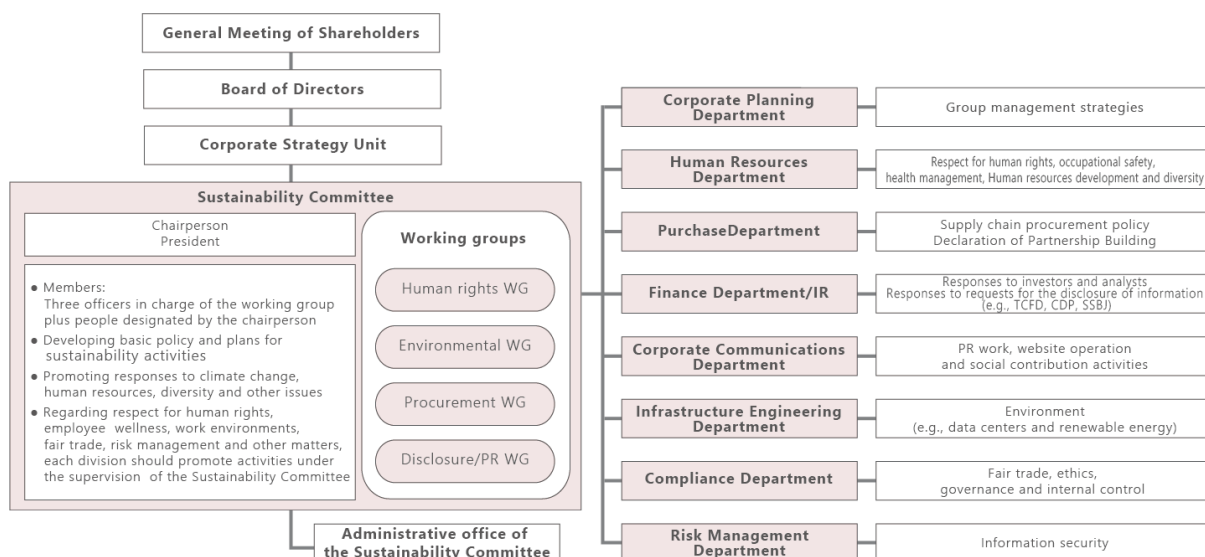 General Meeting of Shareholders
Board of Directors
Corporate Strategy Unit
Sustainability Committee
Chairperson
President
● Members:
Three officers in charge of the working group
plus people designated by the chairperson
● Developing basic policy and plans for
sustainability activities
● Promoting responses to climate change,
human resources, diversity and other issues
● Regarding respect for human rights,
employee wellness, work environments,
fair trade, risk management and other matters,
each division should promote activities under
the supervision of the Sustainability Committee
Working groups
Human rights WG
Environmental WG
Procurement WG
Disclosure/PR WG
Administrative office of
the Sustainability Committee
Corporate Planning
Department
Group management strategies
Human Resources
Department
Respect for human rights, occupational safety,
health management, Human resources development and diversity
PurchaseDepartment
Supply chain procurement policy
Declaration of Partnership Building
Finance Department/IR
Responses to investors and analysts
Responses to requests for the disclosure of information
(e.g., TCFD, CDP, SSBJ)
Corporate Communications
Department
PR work, website operation
and social contribution activities
Infrastructure Engineering
Department
Environment
(e.g., data centers and renewable energy)
Compliance Department
Fair trade, ethics,
governance and internal control
Risk Management
Department
Information security